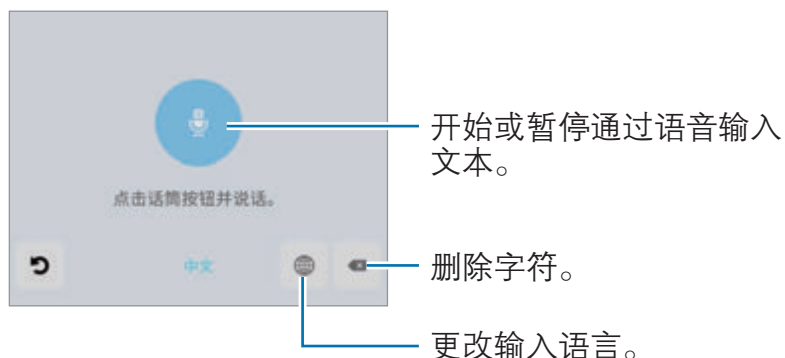 开始或暂停通过语音输入
文本。
点击话筒按钮并说话。
中文
删除字符。
更改输入语言。